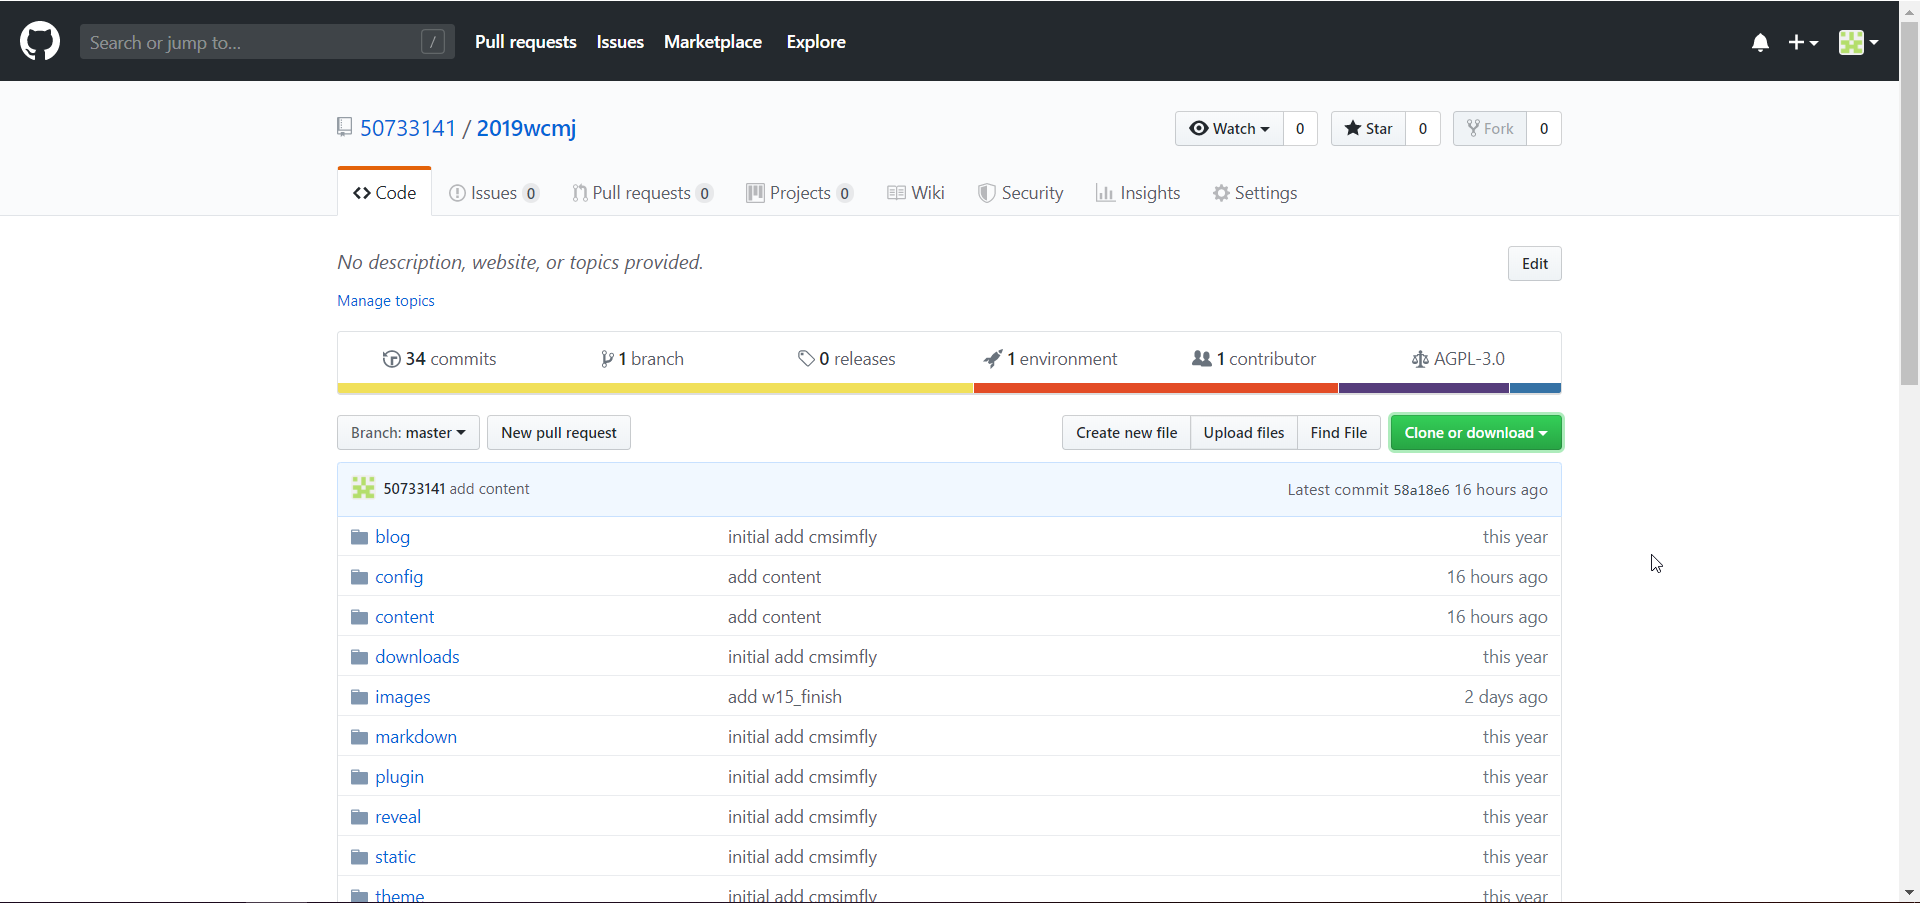 Search or jump to... / Pull requests Issues Marketplace Explore
50733141 / 2019wcmj Watch 0 Star 0 Fork 0
Code Issues 0 Pull requests 0 Projects 0 Wiki Security Insights Settings
No description, website, or topics provided. Edit
Manage topics
34 commits 1 branch 0 releases 1 environment 1 contributor AGPL-3.0
Branch: master New pull request Create new file Upload files Find File Clone or download
50733141 add content Latest commit 58a18e6 16 hours ago
blog initial add cmsimfly this year
config add content 16 hours ago
content add content 16 hours ago
downloads initial add cmsimfly this year
images add w15_finish 2 days ago
markdown initial add cmsimfly this year
plugin initial add cmsimfly this year
reveal initial add cmsimfly this year
static initial add cmsimfly this year
theme initial add cmsimfly this year